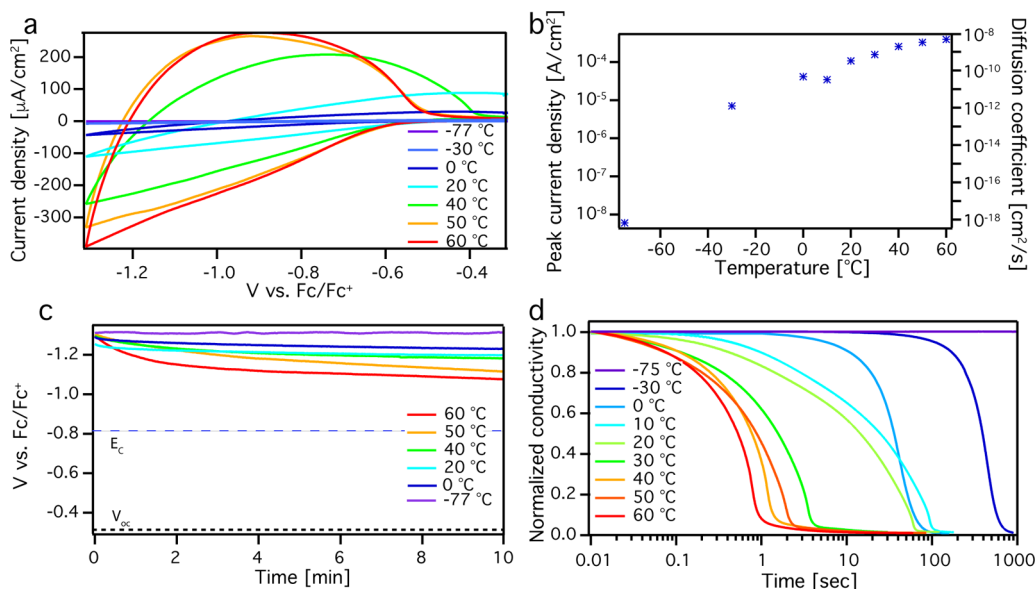 a
Current density [µA/cm²]
200
100
0
-100
-200
-300
-1.2
-1.0
-0.8
-0.6
-0.4
V vs. Fc/Fc⁺
-77 °C
-30 °C
0 °C
20 °C
40 °C
50 °C
60 °C
b
Peak current density [A/cm²]
10⁻⁴
10⁻⁵
10⁻⁶
10⁻⁷
10⁻⁸
-60
-40
-20
0
20
40
60
Temperature [°C]
10⁻⁸
10⁻¹⁰
10⁻¹²
10⁻¹⁴
10⁻¹⁶
10⁻¹⁸
Diffusion coefficient [cm²/s]
c
V vs. Fc/Fc⁺
-1.2
-1.0
-0.8
-0.6
-0.4
E_C
V_oc
60 °C
50 °C
40 °C
20 °C
0 °C
-77 °C
0
2
4
6
8
10
Time [min]
d
Normalized conductivity
1.0
0.8
0.6
0.4
0.2
0.0
-75 °C
-30 °C
0 °C
10 °C
20 °C
30 °C
40 °C
50 °C
60 °C
0.01
0.1
1
10
100
1000
Time [sec]